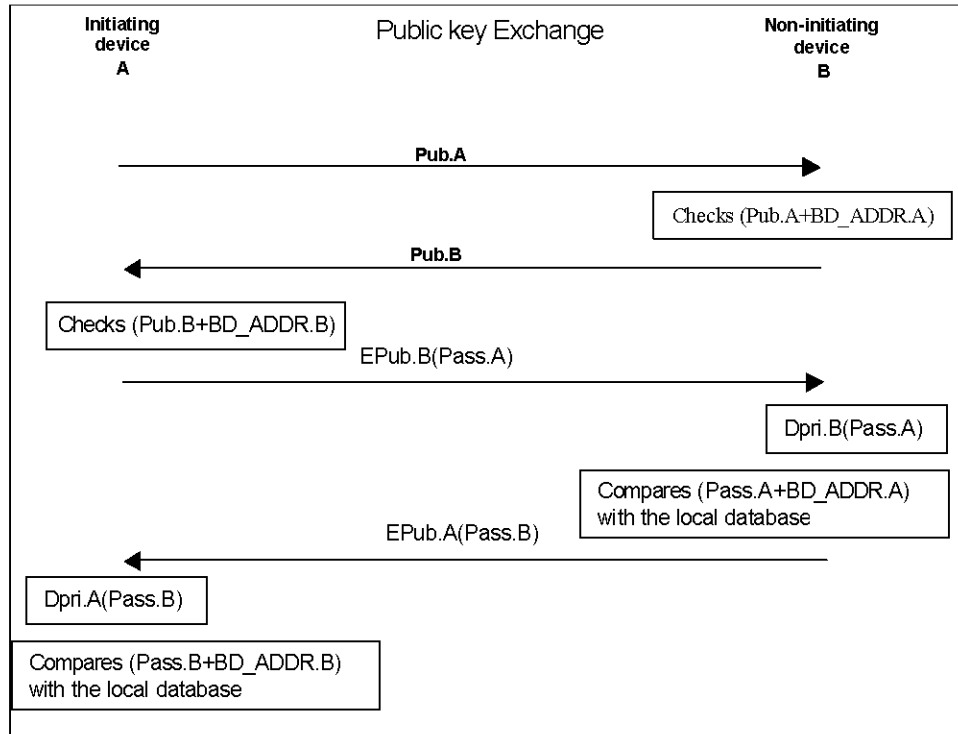 Initiating
device
A
Public key Exchange
Non-initiating
device
B
Pub.A
Checks (Pub.A+BD_ADDR.A)
Pub.B
Checks (Pub.B+BD_ADDR.B)
EPub.B(Pass.A)
Dpri.B(Pass.A)
Compares (Pass.A+BD_ADDR.A)
with the local database
EPub.A(Pass.B)
Dpri.A(Pass.B)
Compares (Pass.B+BD_ADDR.B)
with the local database